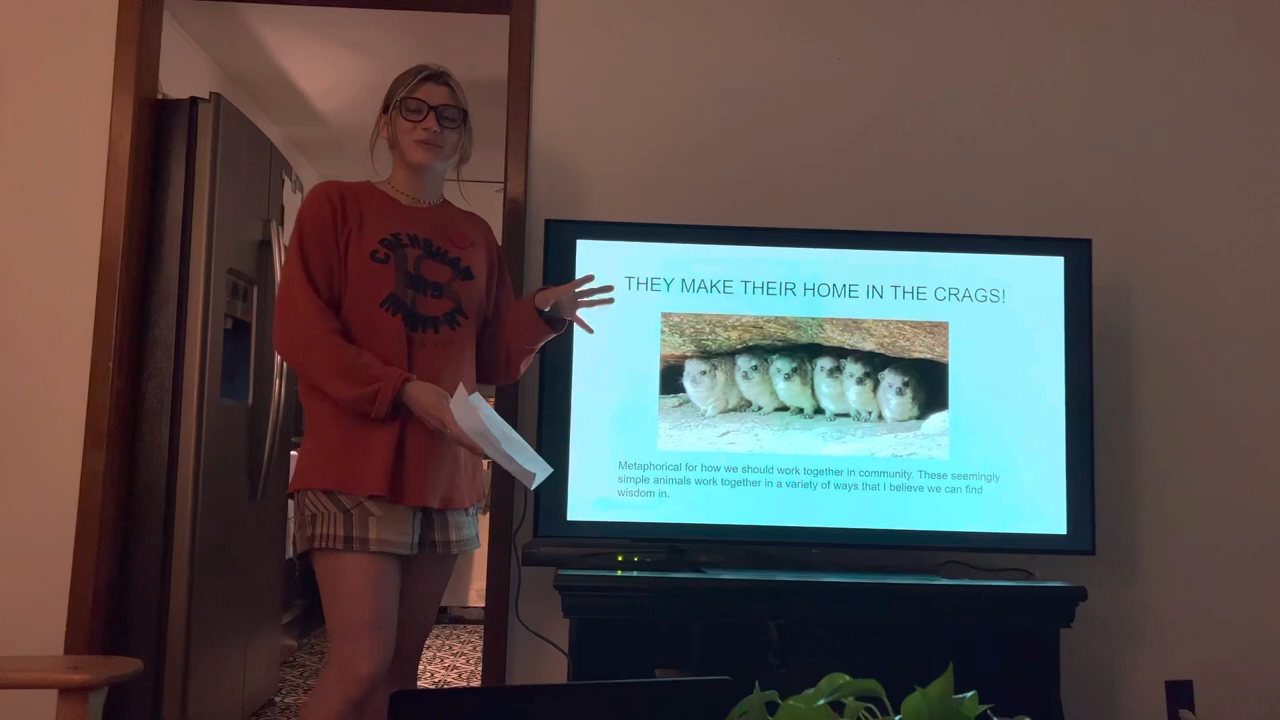 CRENSHAW
THEY MAKE THEIR HOME IN THE CRAGS!
Metaphorical for how we should work together in community. These seemingly
simple animals work together in a variety of ways that I believe we can find
wisdom in.